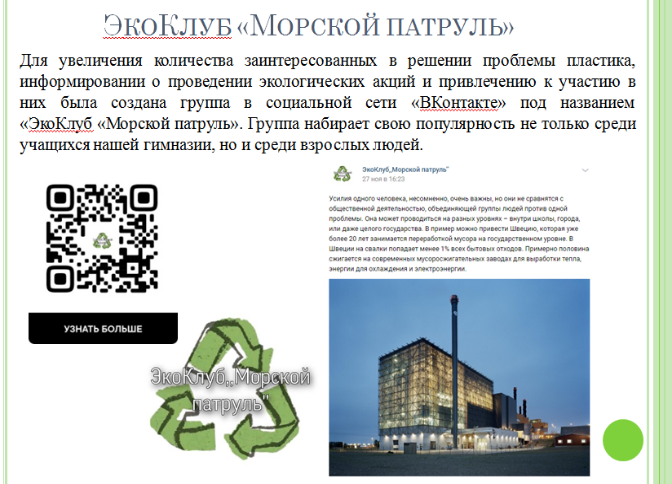 ЭкоКлуб «Морской патруль»
Для увеличения количества заинтересованных в решении проблемы пластика,
информировании о проведении экологических акций и привлечению к участию в
них была создана группа в социальной сети «ВКонтакте» под названием
«ЭкоКлуб «Морской патруль». Группа набирает свою популярность не только среди
учащихся нашей гимназии, но и среди взрослых людей.
УЗНАТЬ БОЛЬШЕ
ЭкоКлуб,,Морской
патруль"
ЭкоКлуб,,Морской патруль"
27 ноя в 16:23
Усилия одного человека, несомненно, очень важны, но они не сравнятся с
общественной деятельностью, объединяющей группы людей против одной
проблемы. Она может проводиться на разных уровнях – внутри школы, города,
или даже целого государства. В пример можно привести Швецию, которая уже
более 20 лет занимается переработкой мусора на государственном уровне. В
Швеции на свалки попадает менее 1% всех бытовых отходов. Примерно половина
сжигается на современных мусоросжигательных заводах для выработки тепла,
энергии для охлаждения и электроэнергии.